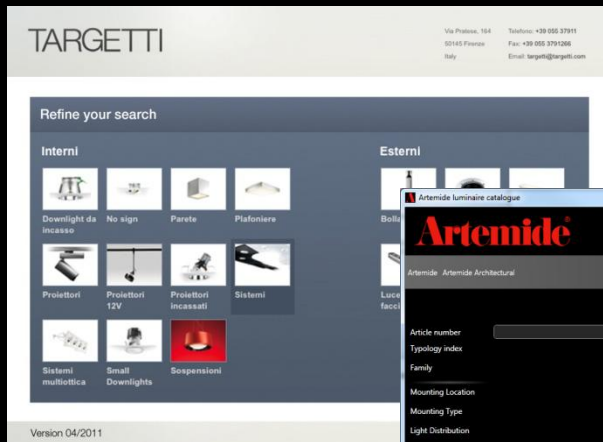 TARGETTI
Via Pratese, 164
50145 Firenze
Italy
Telefono: +39 055 37911
Fax: +39 055 3791266
Email: targetti@targetti.com
Refine your search
Interni
Downlight da incasso
No sign
Parete
Plafoniere
Proiettori
Proiettori 12V
Proiettori incassati
Sistemi
Sistemi multiottica
Small Downlights
Sospensioni
Esterni
Version 04/2011
Artemide luminaire catalogue
Artemide®
Artemide Artemide Architectural
Article number
Typology index
Family
Mounting Location
Mounting Type
Light Distribution